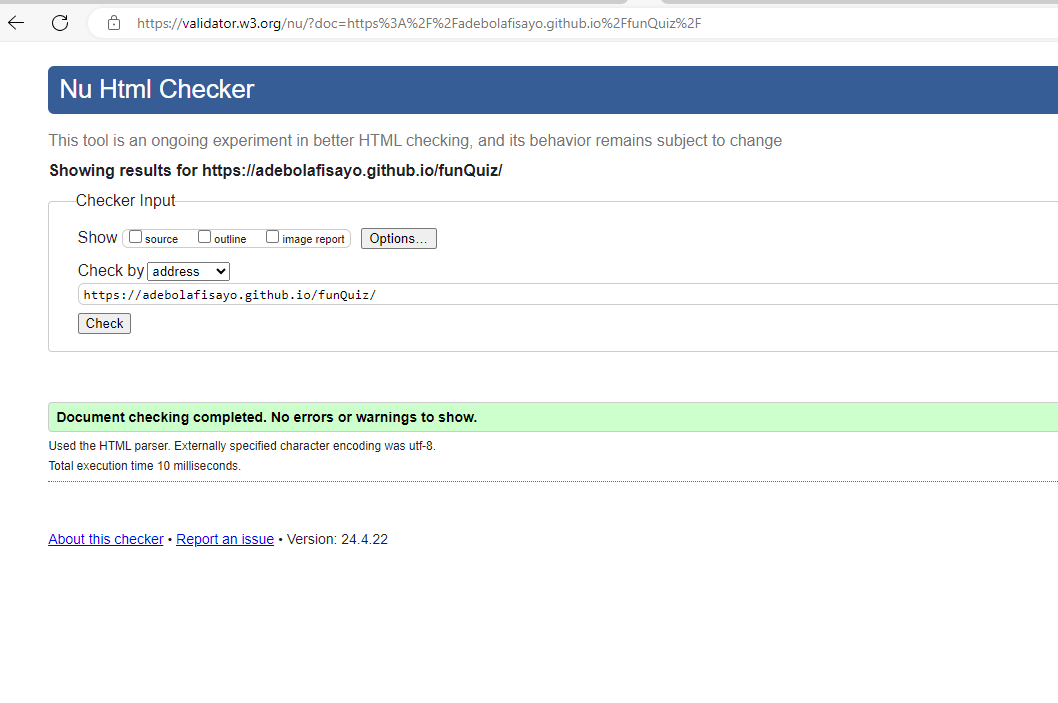 https://validator.w3.org/nu/?doc=https%3A%2F%2Fadebolafisayo.github.io%2FfunQuiz%2F
Nu Html Checker
This tool is an ongoing experiment in better HTML checking, and its behavior remains subject to change
Showing results for https://adebolafisayo.github.io/funQuiz/
Checker Input
Show source outline image report Options...
Check by address
https://adebolafisayo.github.io/funQuiz/
Check
Document checking completed. No errors or warnings to show.
Used the HTML parser. Externally specified character encoding was utf-8.
Total execution time 10 milliseconds.
About this checker • Report an issue • Version: 24.4.22